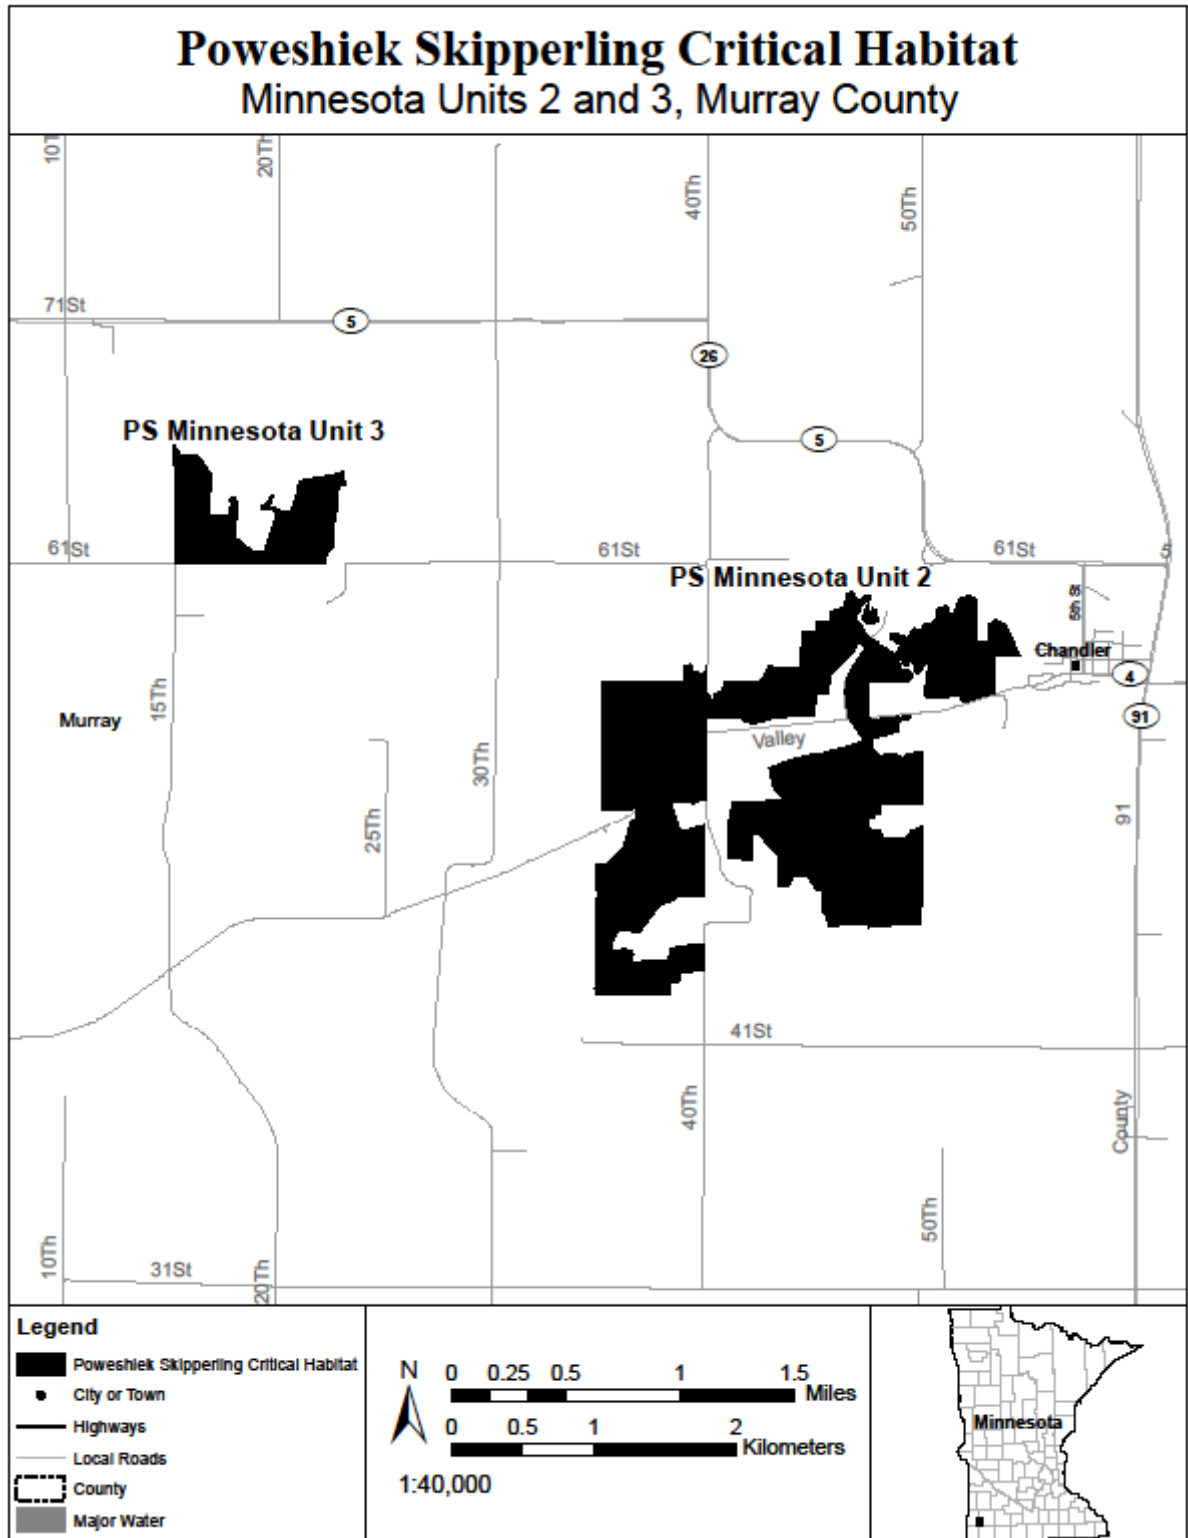 Poweshiek Skipperling Critical Habitat
Minnesota Units 2 and 3, Murray County
20Th
40Th
50Th
71St
5
26
5
PS Minnesota Unit 3
61St
61St
61St
5
PS Minnesota Unit 2
5th St
Chandler
4
91
15Th
Murray
Valley
30Th
25Th
91
41St
40Th
County
50Th
10Th
31St
20Th
Legend
Poweshiek Skipperling Critical Habitat
City or Town
Highways
Local Roads
County
Major Water
N
0 0.25 0.5 1 1.5
Miles
0 0.5 1 2
Kilometers
1:40,000
Minnesota